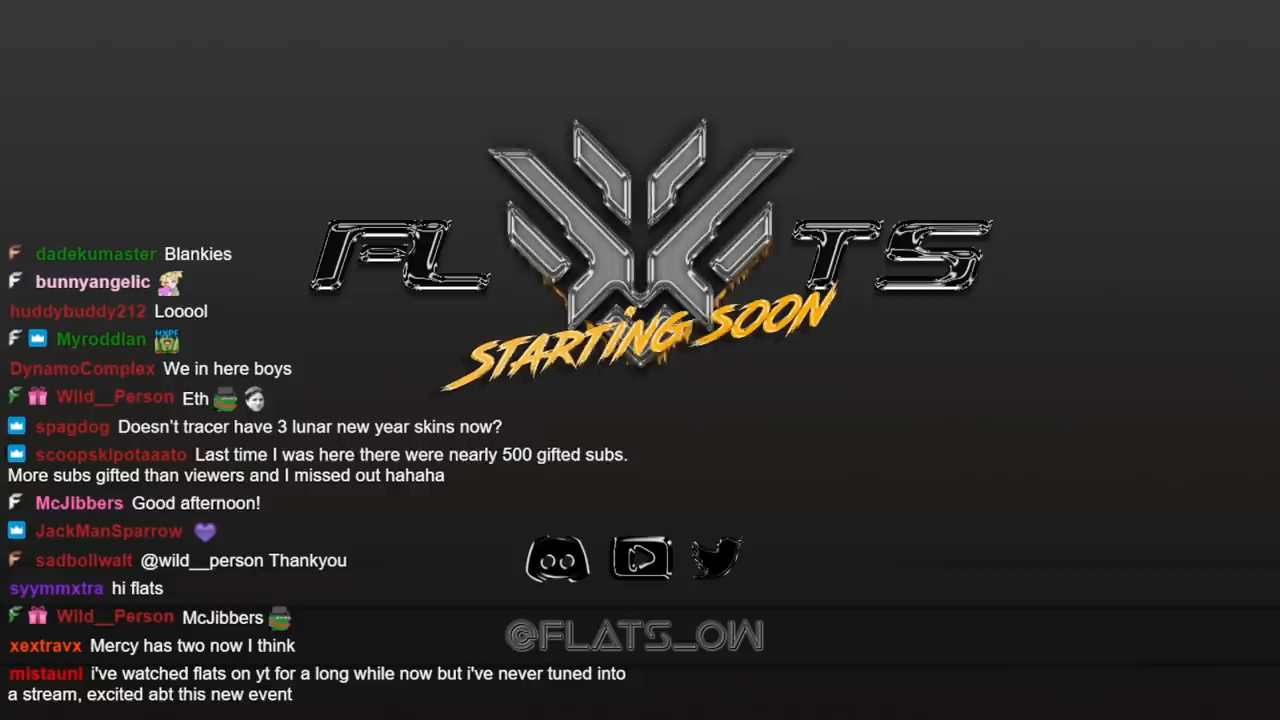 FL TS
STARTING SOON
dadekumaster Blankies
bunnyangelic
huddybuddy212 Looool
Myroddian HXPF
DynamoComplex We in here boys
Wild__Person Eth
spagdog Doesn't tracer have 3 lunar new year skins now?
scoopskipotaaato Last time I was here there were nearly 500 gifted subs.
More subs gifted than viewers and I missed out hahaha
McJibbers Good afternoon!
JackManSparrow
sadbollwalt @wild__person Thankyou
syymmxtra hi flats
Wild__Person McJibbers
xextravx Mercy has two now I think
mistaunl i've watched flats on yt for a long while now but i've never tuned into
a stream, excited abt this new event
@FLATS_OW